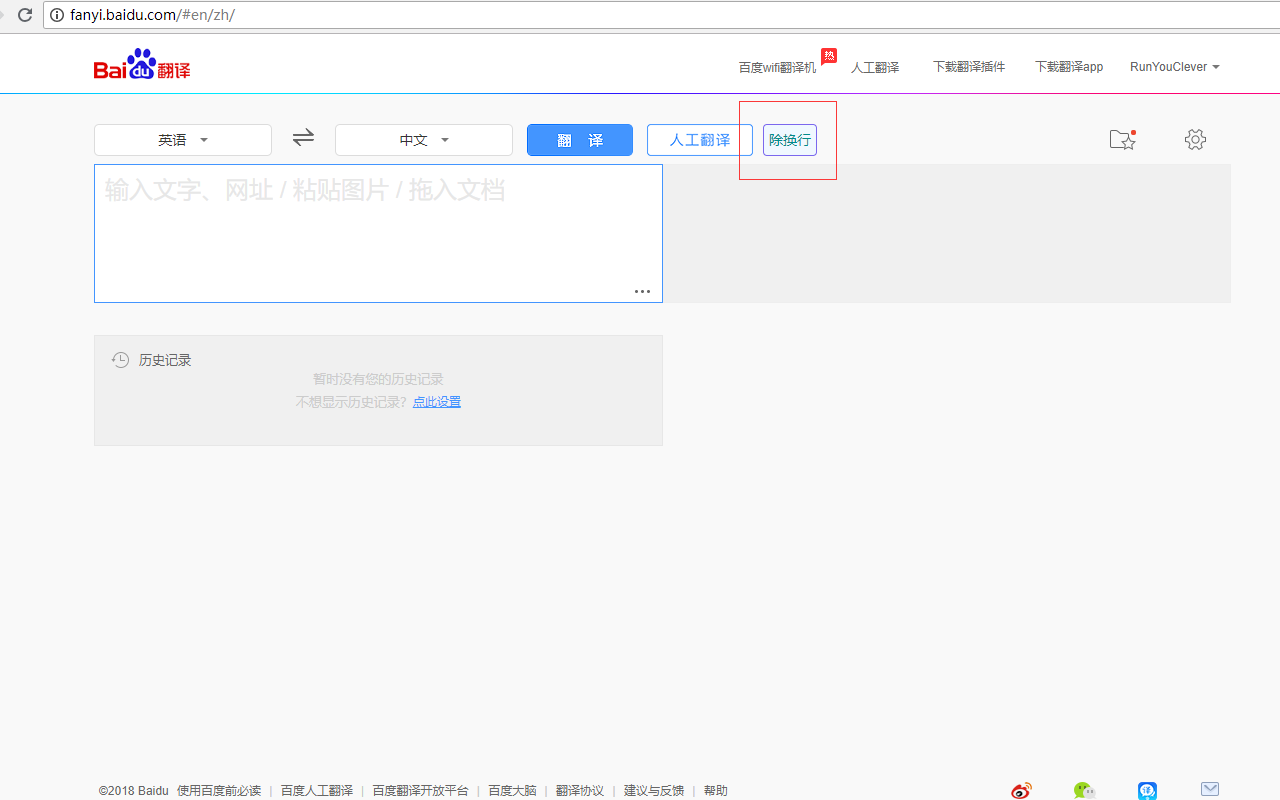 fanyi.baidu.com/#en/zh/
Bai du 翻译
百度wifi翻译机 热 人工翻译 下载翻译插件 下载翻译app RunYouClever
英语 中文 翻 译 人工翻译 除换行
输入文字、网址 / 粘贴图片 / 拖入文档
历史记录
暂时没有您的历史记录
不想显示历史记录? 点此设置
©2018 Baidu 使用百度前必读 | 百度人工翻译 | 百度翻译开放平台 | 百度大脑 | 翻译协议 | 建议与反馈 | 帮助
译